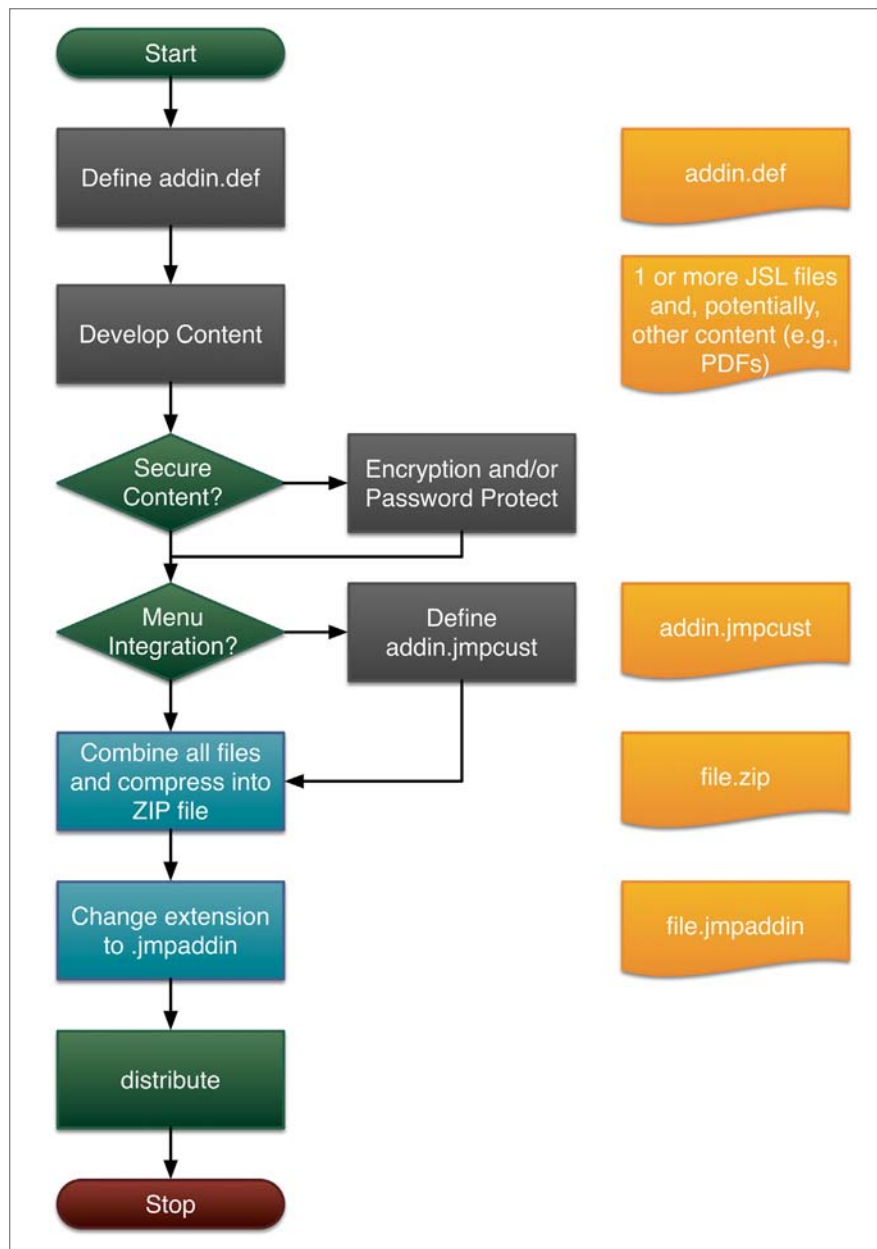 Start
Define addin.def
addin.def
Develop Content
1 or more JSL files
and, potentially,
other content (e.g.,
PDFs)
Secure
Content?
Encryption and/or
Password Protect
Menu
Integration?
Define
addin.jmpcust
addin.jmpcust
Combine all files
and compress into
ZIP file
file.zip
Change extension
to .jmpaddin
file.jmpaddin
distribute
Stop